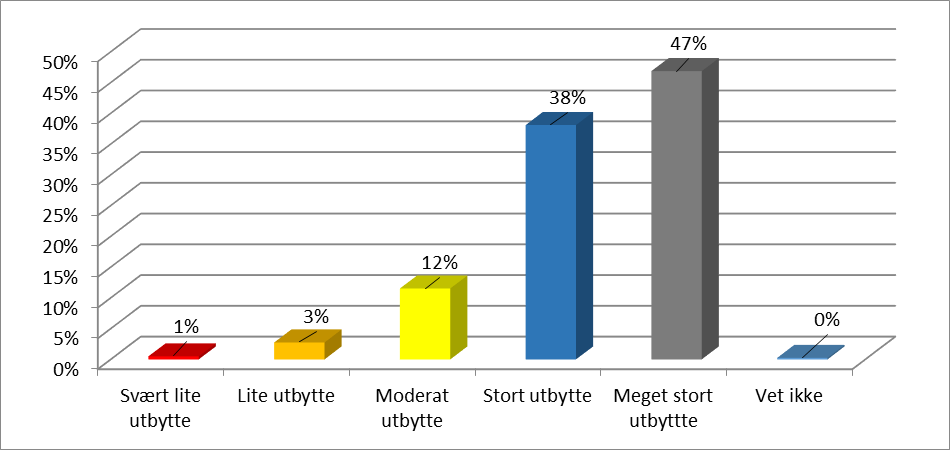 50%
45%
40%
35%
30%
25%
20%
15%
10%
5%
0%
1%
3%
12%
38%
47%
0%
Svært lite
utbytte
Lite utbytte
Moderat
utbytte
Stort utbytte
Meget stort
utbyttte
Vet ikke